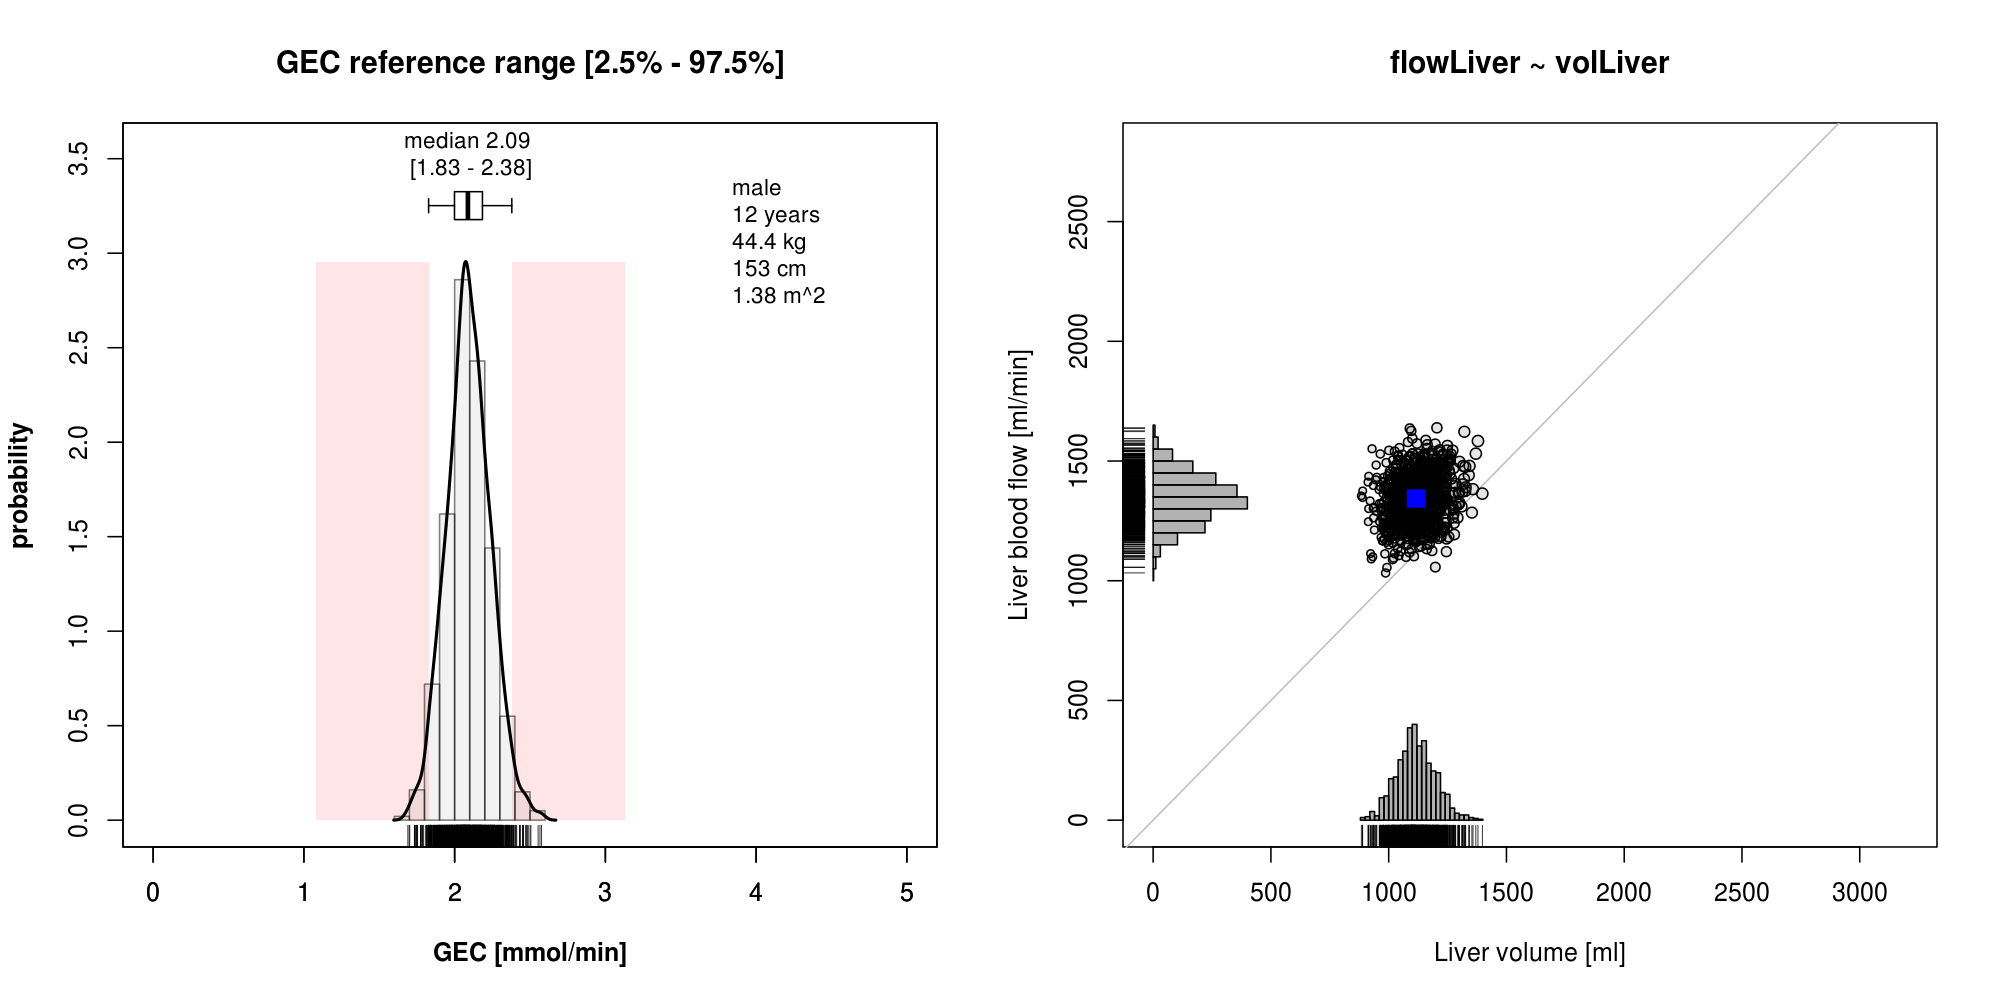 GEC reference range [2.5% - 97.5%]
median 2.09
[1.83 - 2.38]
male
12 years
44.4 kg
153 cm
1.38 m^2
probability
3.5
3.0
2.5
2.0
1.5
1.0
0.5
0.0
0 1 2 3 4 5
GEC [mmol/min]
flowLiver ~ volLiver
Liver blood flow [ml/min]
2500
2000
1500
1000
500
0
0 500 1000 1500 2000 2500 3000
Liver volume [ml]